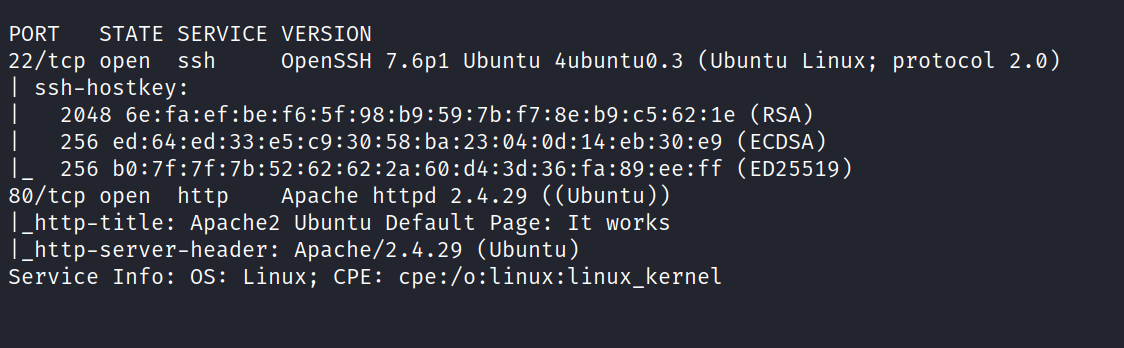 PORT   STATE SERVICE VERSION
22/tcp open  ssh     OpenSSH 7.6p1 Ubuntu 4ubuntu0.3 (Ubuntu Linux; protocol 2.0)
| ssh-hostkey:
|   2048 6e:fa:ef:be:f6:5f:98:b9:59:7b:f7:8e:b9:c5:62:1e (RSA)
|   256 ed:64:ed:33:e5:c9:30:58:ba:23:04:0d:14:eb:30:e9 (ECDSA)
|_  256 b0:7f:7f:7b:52:62:62:2a:60:d4:3d:36:fa:89:ee:ff (ED25519)
80/tcp open  http    Apache httpd 2.4.29 ((Ubuntu))
|_http-title: Apache2 Ubuntu Default Page: It works
|_http-server-header: Apache/2.4.29 (Ubuntu)
Service Info: OS: Linux; CPE: cpe:/o:linux:linux_kernel